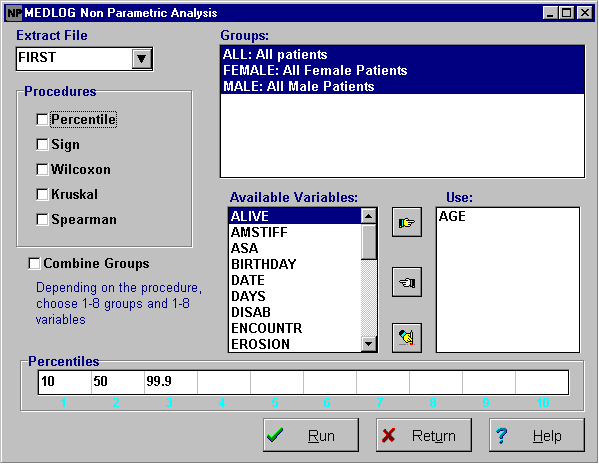 NP MEDLOG Non Parametric Analysis
Extract File
FIRST
Procedures
Percentile
Sign
Wilcoxon
Kruskal
Spearman
Combine Groups
Depending on the procedure,
choose 1-8 groups and 1-8
variables
Groups:
ALL: All patients
FEMALE: All Female Patients
MALE: All Male Patients
Available Variables:
ALIVE
AMSTIFF
ASA
BIRTHDAY
DATE
DAYS
DISAB
ENCOUNTR
EROSION
Use:
AGE
Percentiles
10 50 99.9
1 2 3 4 5 6 7 8 9 10
Run Return Help